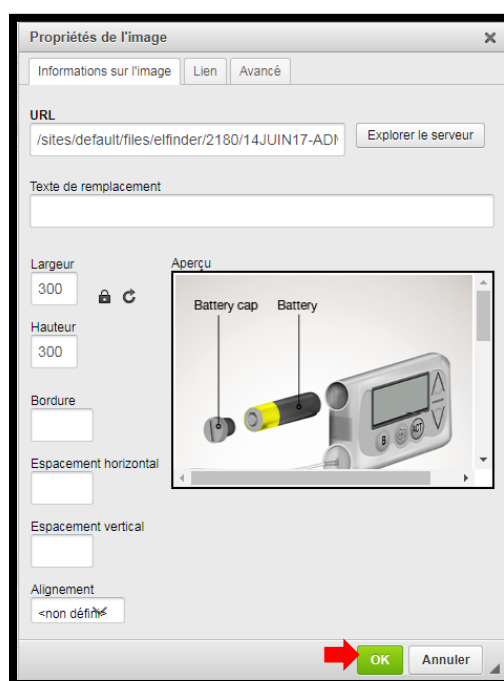 Propriétés de l'image
Informations sur l'image Lien Avancé
URL
/sites/default/files/elfinder/2180/14JUIN17-ADM Explorer le serveur
Texte de remplacement
Largeur Aperçu
300
Hauteur
300
Battery cap Battery
B ACT
Bordure
Espacement horizontal
Espacement vertical
Alignement
<non défini>
OK Annuler